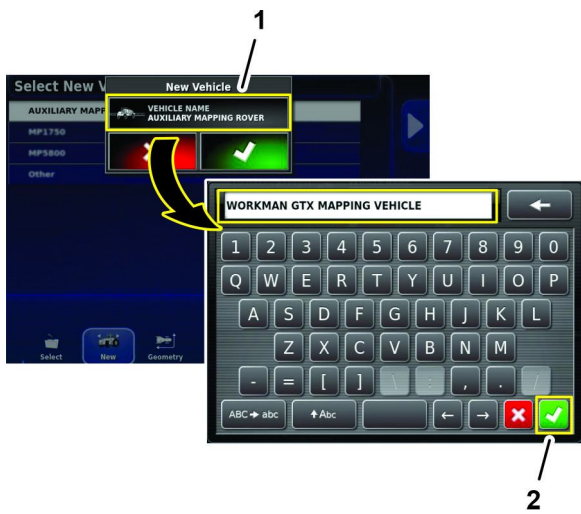 1
Select New V
New Vehicle
AUXILIARY MAPP
VEHICLE NAME
AUXILIARY MAPPING ROVER
MP1750
MP5800
Other
Select
New
Geometry
WORKMAN GTX MAPPING VEHICLE
1 2 3 4 5 6 7 8 9 0
Q W E R T Y U I O P
A S D F G H J K L
Z X C V B N M
- = [ ] \ : , . /
ABC→abc ↑Abc ← →
2